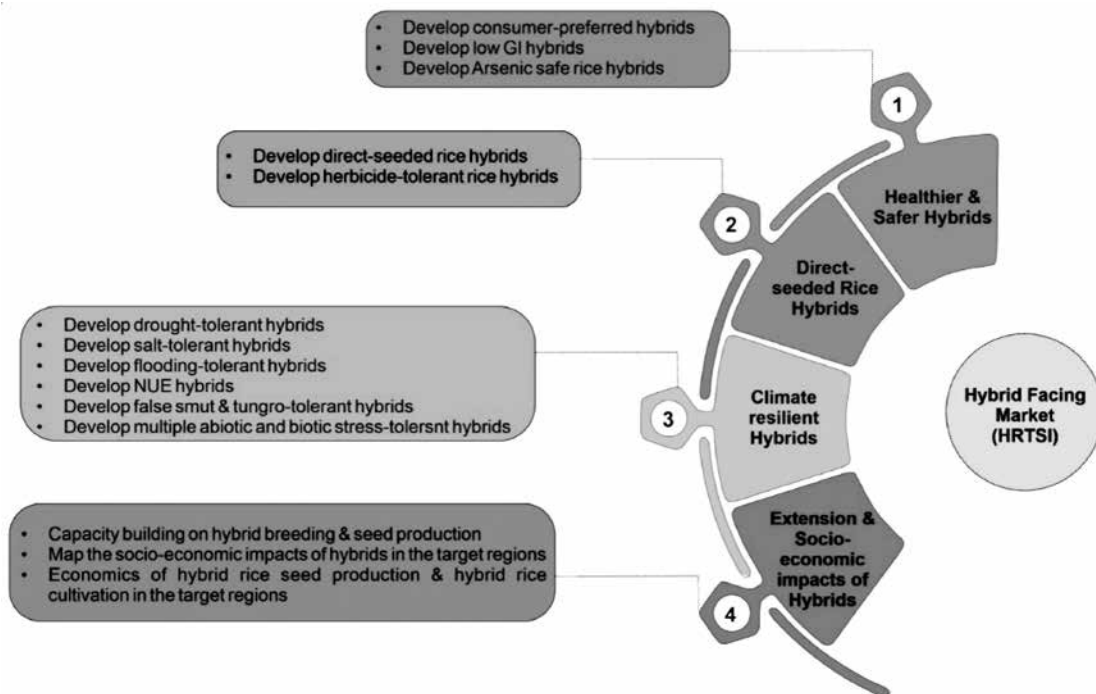 • Develop consumer-preferred hybrids
• Develop low GI hybrids
• Develop Arsenic safe rice hybrids
1
Healthier &
Safer Hybrids
• Develop direct-seeded rice hybrids
• Develop herbicide-tolerant rice hybrids
2
Direct-
seeded Rice
Hybrids
• Develop drought-tolerant hybrids
• Develop salt-tolerant hybrids
• Develop flooding-tolerant hybrids
• Develop NUE hybrids
• Develop false smut & tungro-tolerant hybrids
• Develop multiple abiotic and biotic stress-tolersnt hybrids
3
Climate
resilient
Hybrids
Hybrid Facing
Market
(HRTSI)
• Capacity building on hybrid breeding & seed production
• Map the socio-economic impacts of hybrids in the target regions
• Economics of hybrid rice seed production & hybrid rice
cultivation in the target regions
4
Extension &
Socio-
economic
impacts of
Hybrids